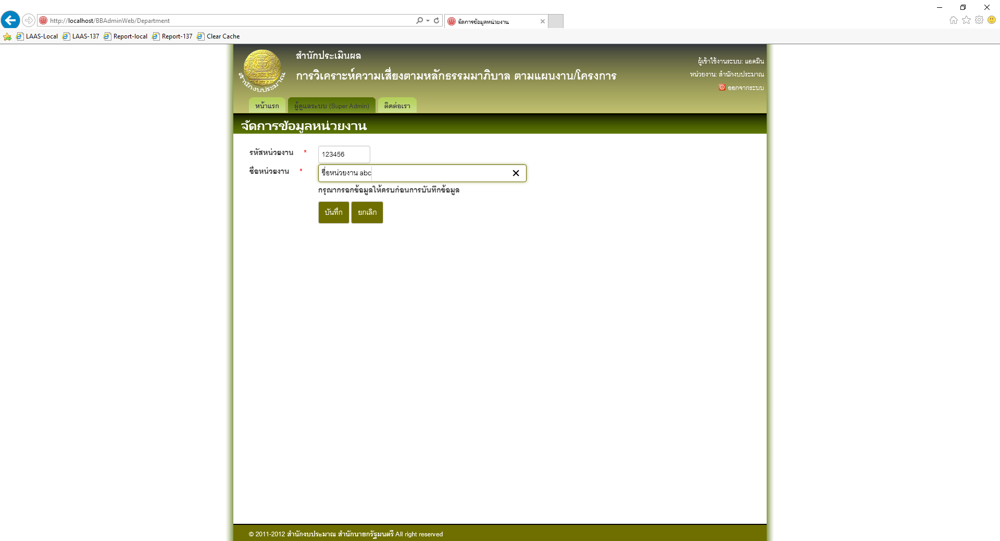 http://localhost/BBAdminWeb/Department
จัดการข้อมูลหน่วยงาน
LAAS-Local LAAS-137 Report-local Report-137 Clear Cache
สำนักงบประมาณ
สำนักประเมินผล
การวิเคราะห์ความเสี่ยงตามหลักธรรมมาภิบาล ตามแผนงาน/โครงการ
ผู้เข้าใช้งานระบบ: แอดมิน
หน่วยงาน: สำนักงบประมาณ
ออกจากระบบ
หน้าแรก ผู้ดูแลระบบ (Super Admin) ติดต่อเรา
จัดการข้อมูลหน่วยงาน
รหัสหน่วยงาน * 123456
ชื่อหน่วยงาน * ชื่อหน่วยงาน abc
กรุณากรอกข้อมูลให้ครบก่อนการบันทึกข้อมูล
บันทึก ยกเลิก
© 2011-2012 สำนักงบประมาณ สำนักนายกรัฐมนตรี All right reserved